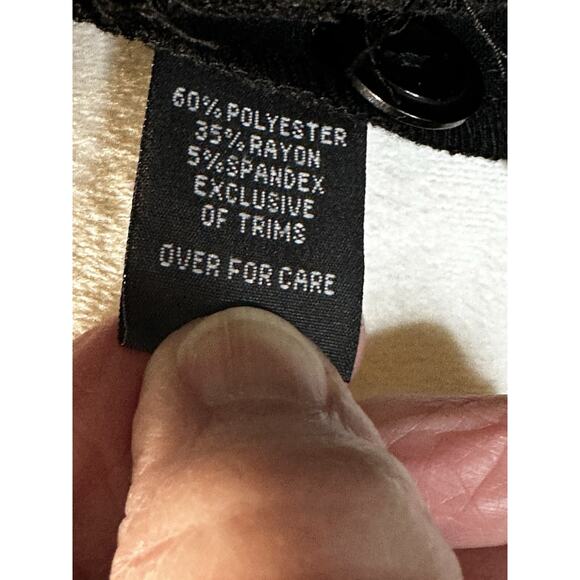 60% POLYESTER
35% RAYON
5% SPANDEX
EXCLUSIVE
OF TRIMS
OVER FOR CARE